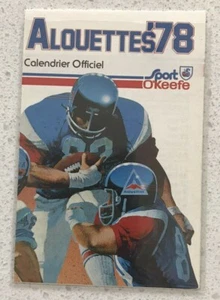 ALOUETTES '78
Calendrier Officiel
Sport
O'Keefe